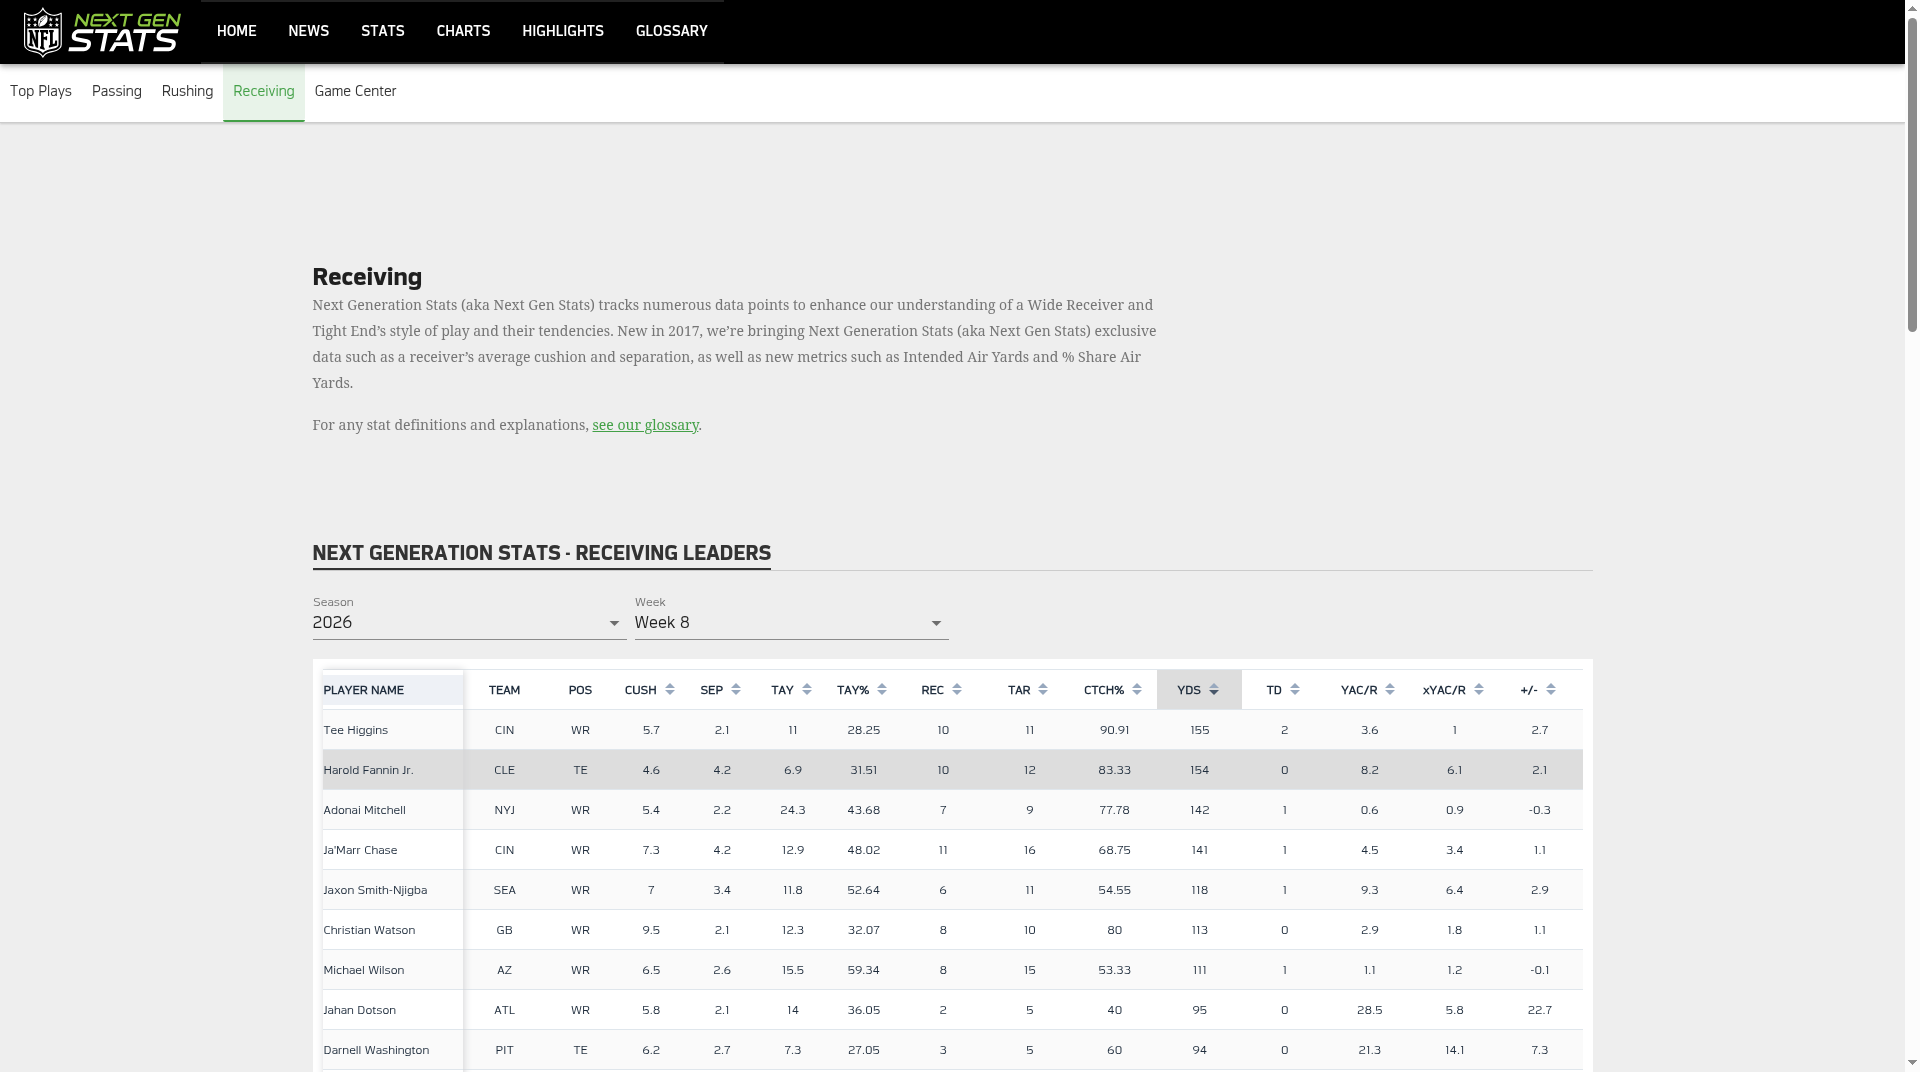 NFL NEXT GEN STATS HOME NEWS STATS CHARTS HIGHLIGHTS GLOSSARY
Top Plays Passing Rushing Receiving Game Center
Receiving
Next Generation Stats (aka Next Gen Stats) tracks numerous data points to enhance our understanding of a Wide Receiver and
Tight End’s style of play and their tendencies. New in 2017, we’re bringing Next Generation Stats (aka Next Gen Stats) exclusive
data such as a receiver’s average cushion and separation, as well as new metrics such as Intended Air Yards and % Share Air
Yards.
For any stat definitions and explanations, see our glossary.
NEXT GENERATION STATS - RECEIVING LEADERS
Season Week
2026 Week 8
PLAYER NAME TEAM POS CUSH SEP TAY TAY% REC TAR CTCH% YDS TD YAC/R xYAC/R +/-
Tee Higgins CIN WR 5.7 2.1 11 28.25 10 11 90.91 155 2 3.6 1 2.7
Harold Fannin Jr. CLE TE 4.6 4.2 6.9 31.51 10 12 83.33 154 0 8.2 6.1 2.1
Adonai Mitchell NYJ WR 5.4 2.2 24.3 43.68 7 9 77.78 142 1 0.6 0.9 -0.3
Ja'Marr Chase CIN WR 7.3 4.2 12.9 48.02 11 16 68.75 141 1 4.5 3.4 1.1
Jaxon Smith-Njigba SEA WR 7 3.4 11.8 52.64 6 11 54.55 118 1 9.3 6.4 2.9
Christian Watson GB WR 9.5 2.1 12.3 32.07 8 10 80 113 0 2.9 1.8 1.1
Michael Wilson AZ WR 6.5 2.6 15.5 59.34 8 15 53.33 111 1 1.1 1.2 -0.1
Jahan Dotson ATL WR 5.8 2.1 14 36.05 2 5 40 95 0 28.5 5.8 22.7
Darnell Washington PIT TE 6.2 2.7 7.3 27.05 3 5 60 94 0 21.3 14.1 7.3